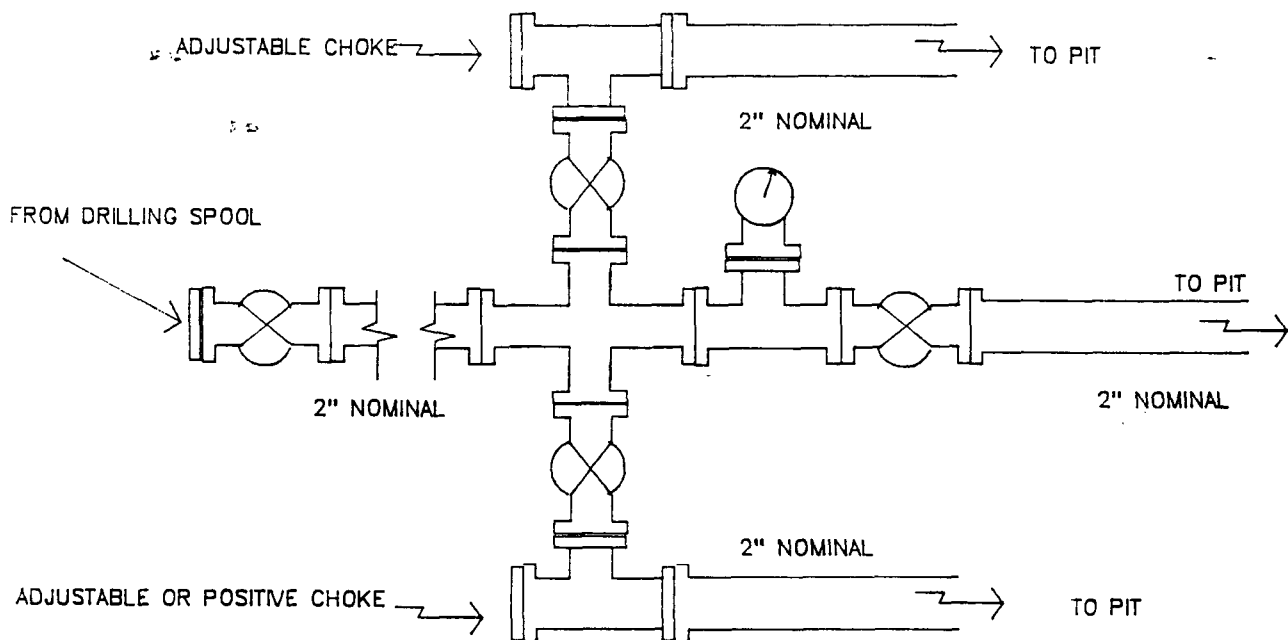 ADJUSTABLE CHOKE
TO PIT
2" NOMINAL
FROM DRILLING SPOOL
TO PIT
2" NOMINAL
2" NOMINAL
2" NOMINAL
ADJUSTABLE OR POSITIVE CHOKE
TO PIT